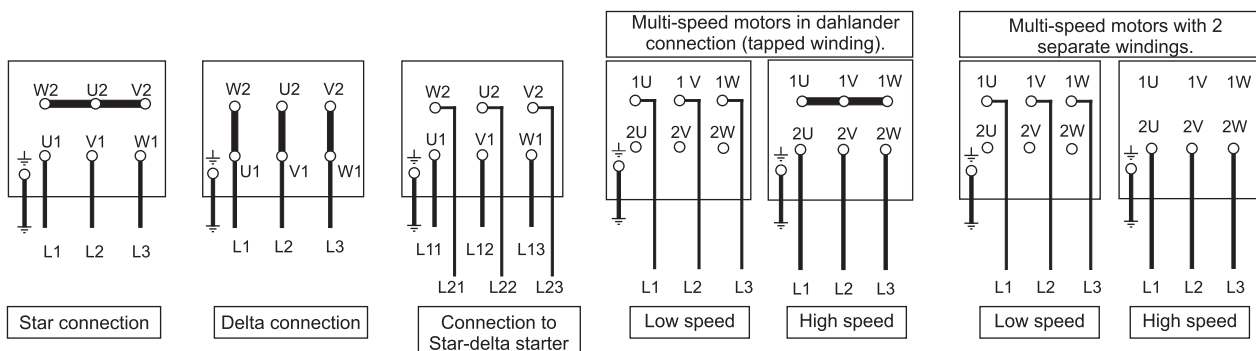 Multi-speed motors in dahlander
connection (tapped winding).
Multi-speed motors with 2
separate windings.
W2 U2 V2
U1 V1 W1
L1 L2 L3
Star connection
W2 U2 V2
U1 V1 W1
L1 L2 L3
Delta connection
W2 U2 V2
U1 V1 W1
L11 L12 L13
L21 L22 L23
Connection to
Star-delta starter
1U 1 V 1W
2U 2V 2W
L1 L2 L3
Low speed
1U 1V 1W
2U 2V 2W
L1 L2 L3
High speed
1U 1V 1W
2U 2V 2W
L1 L2 L3
Low speed
1U 1V 1W
2U 2V 2W
L1 L2 L3
High speed